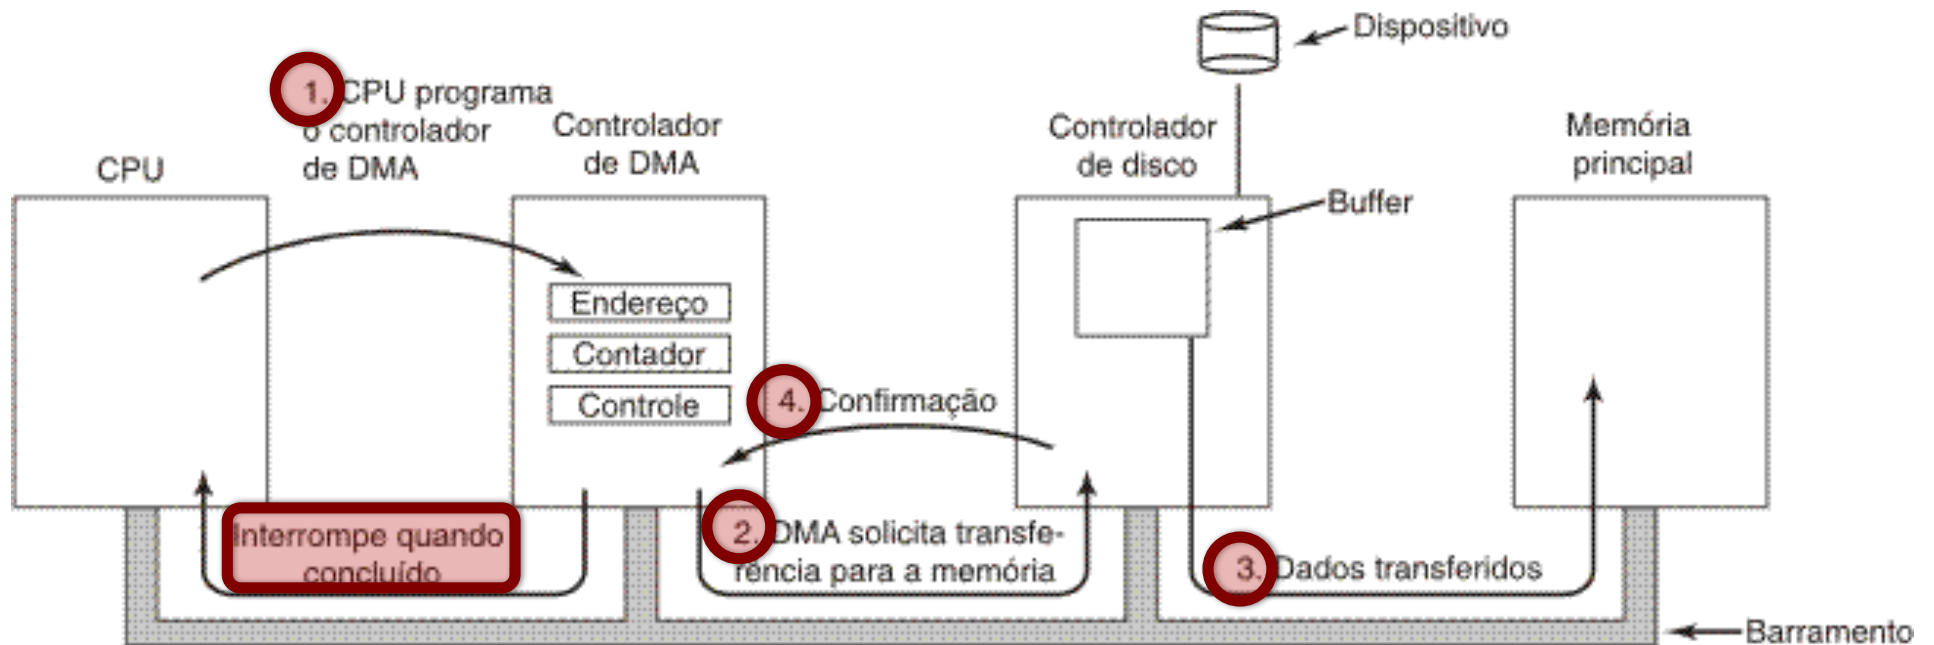 Dispositivo
1. CPU programa
o controlador
de DMA
CPU
Controlador
de DMA
Controlador
de disco
Memória
principal
Buffer
Endereço
Contador
Controle
4. Confirmação
Interrompe quando
concluído
2. DMA solicita transfe-
rência para a memória
3. Dados transferidos
Barramento